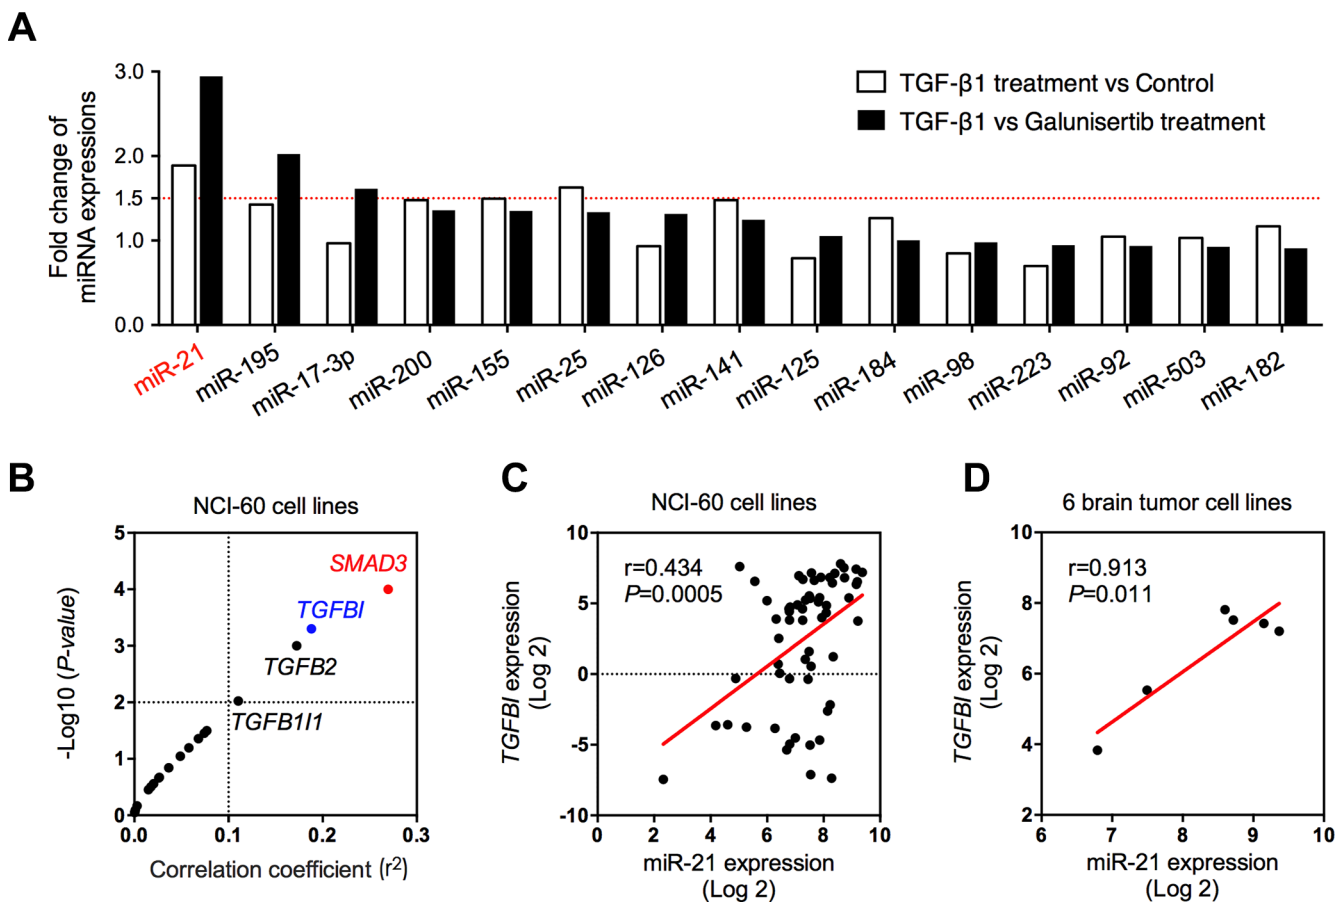 A
Fold change of
miRNA expressions
3.0
2.0
1.5
1.0
0.0
TGF-β1 treatment vs Control
TGF-β1 vs Galunisertib treatment
miR-21
miR-195
miR-17-3p
miR-200
miR-155
miR-25
miR-126
miR-141
miR-125
miR-184
miR-98
miR-223
miR-92
miR-503
miR-182
B
NCI-60 cell lines
-Log10 (P-value)
5
4
3
2
1
0
SMAD3
TGFBI
TGFB2
TGFB1I1
0.0 0.1 0.2 0.3
Correlation coefficient (r²)
C
NCI-60 cell lines
TGFBI expression
(Log 2)
10
5
0
-5
-10
r=0.434
P=0.0005
0 2 4 6 8 10
miR-21 expression
(Log 2)
D
6 brain tumor cell lines
TGFBI expression
(Log 2)
10
8
6
4
2
r=0.913
P=0.011
6 7 8 9 10
miR-21 expression
(Log 2)